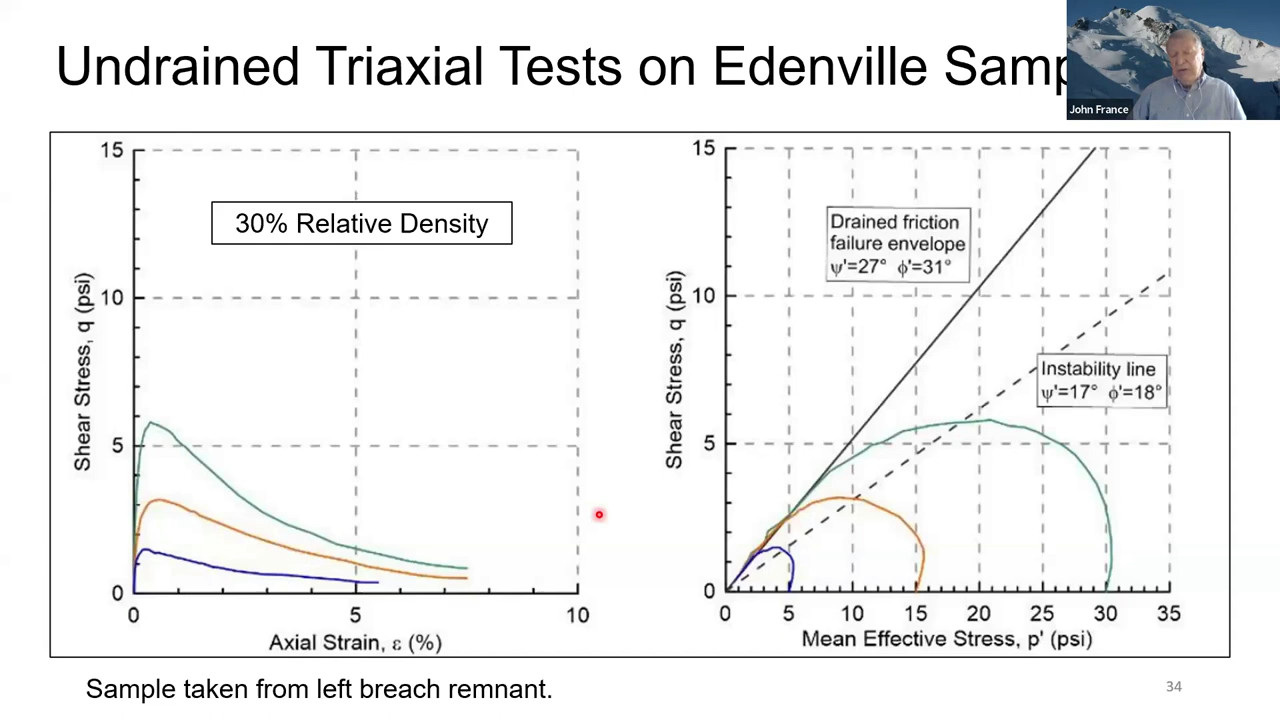 Undrained Triaxial Tests on Edenville Samp
John France
15
10
5
0
Shear Stress, q (psi)
30% Relative Density
0
5
10
Axial Strain, ε (%)
15
10
5
0
Shear Stress, q (psi)
Drained friction
failure envelope
ψ'=27° ϕ'=31°
Instability line
ψ'=17° ϕ'=18°
0
5
10
15
20
25
30
35
Mean Effective Stress, p' (psi)
Sample taken from left breach remnant.
34